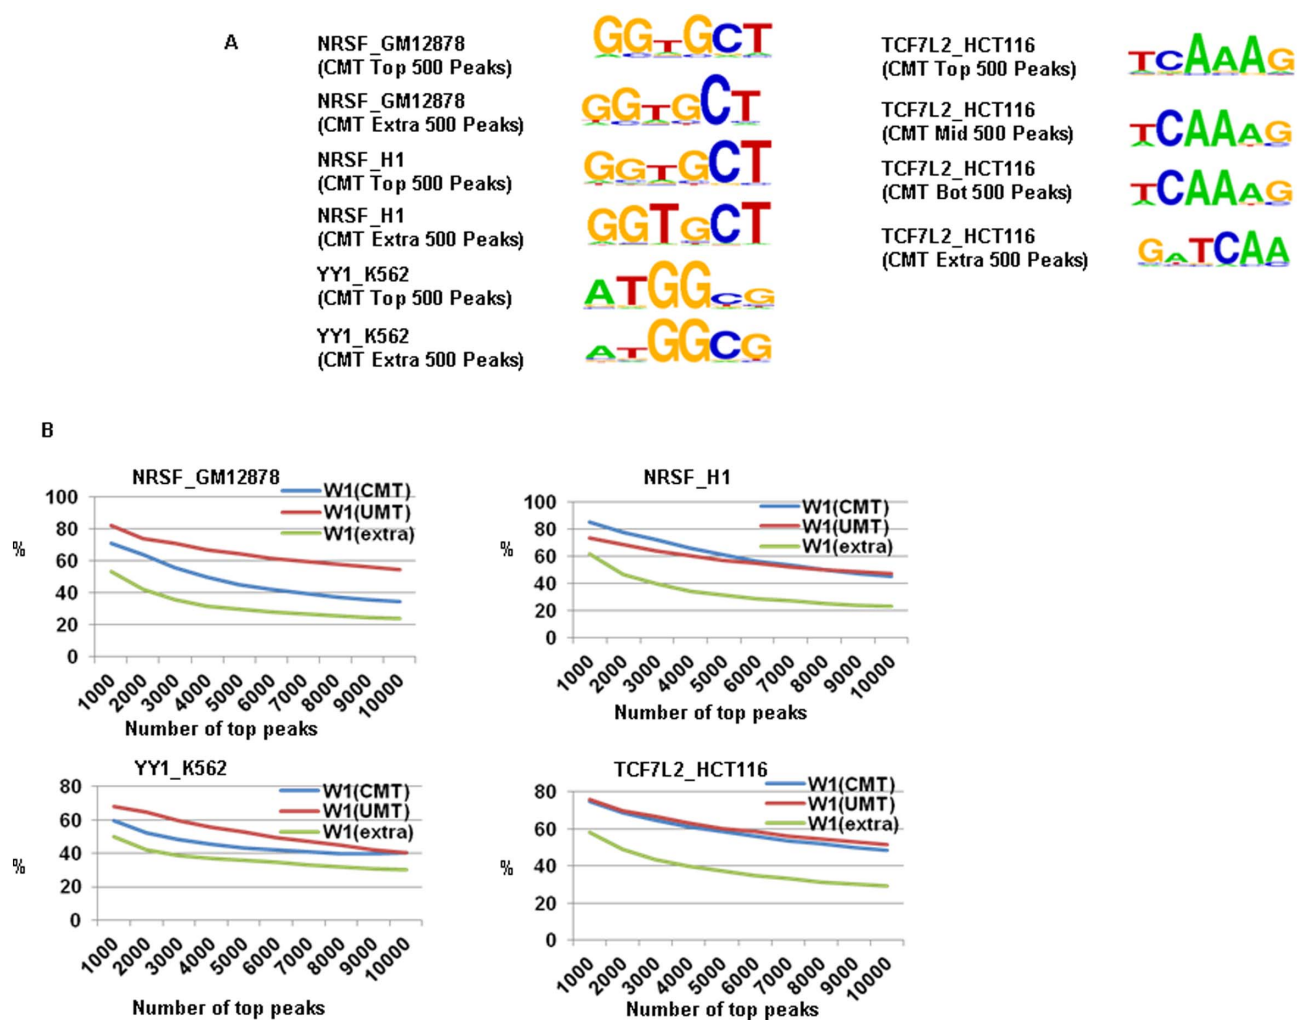 A
NRSF_GM12878
(CMT Top 500 Peaks)
GGTGCT
NRSF_GM12878
(CMT Extra 500 Peaks)
GGTGCT
NRSF_H1
(CMT Top 500 Peaks)
GGTGCT
NRSF_H1
(CMT Extra 500 Peaks)
GGTGCT
YY1_K562
(CMT Top 500 Peaks)
ATGGCG
YY1_K562
(CMT Extra 500 Peaks)
ATGGCG
TCF7L2_HCT116
(CMT Top 500 Peaks)
TCAAAG
TCF7L2_HCT116
(CMT Mid 500 Peaks)
TCAAAG
TCF7L2_HCT116
(CMT Bot 500 Peaks)
TCAAAG
TCF7L2_HCT116
(CMT Extra 500 Peaks)
GATCAA
B
NRSF_GM12878
W1(CMT)
W1(UMT)
W1(extra)
%
100
80
60
40
20
0
1000
2000
3000
4000
5000
6000
7000
8000
9000
10000
Number of top peaks
NRSF_H1
W1(CMT)
W1(UMT)
W1(extra)
%
100
80
60
40
20
0
1000
2000
3000
4000
5000
6000
7000
8000
9000
10000
Number of top peaks
YY1_K562
W1(CMT)
W1(UMT)
W1(extra)
%
80
60
40
20
0
1000
2000
3000
4000
5000
6000
7000
8000
9000
10000
Number of top peaks
TCF7L2_HCT116
W1(CMT)
W1(UMT)
W1(extra)
%
80
60
40
20
0
1000
2000
3000
4000
5000
6000
7000
8000
9000
10000
Number of top peaks